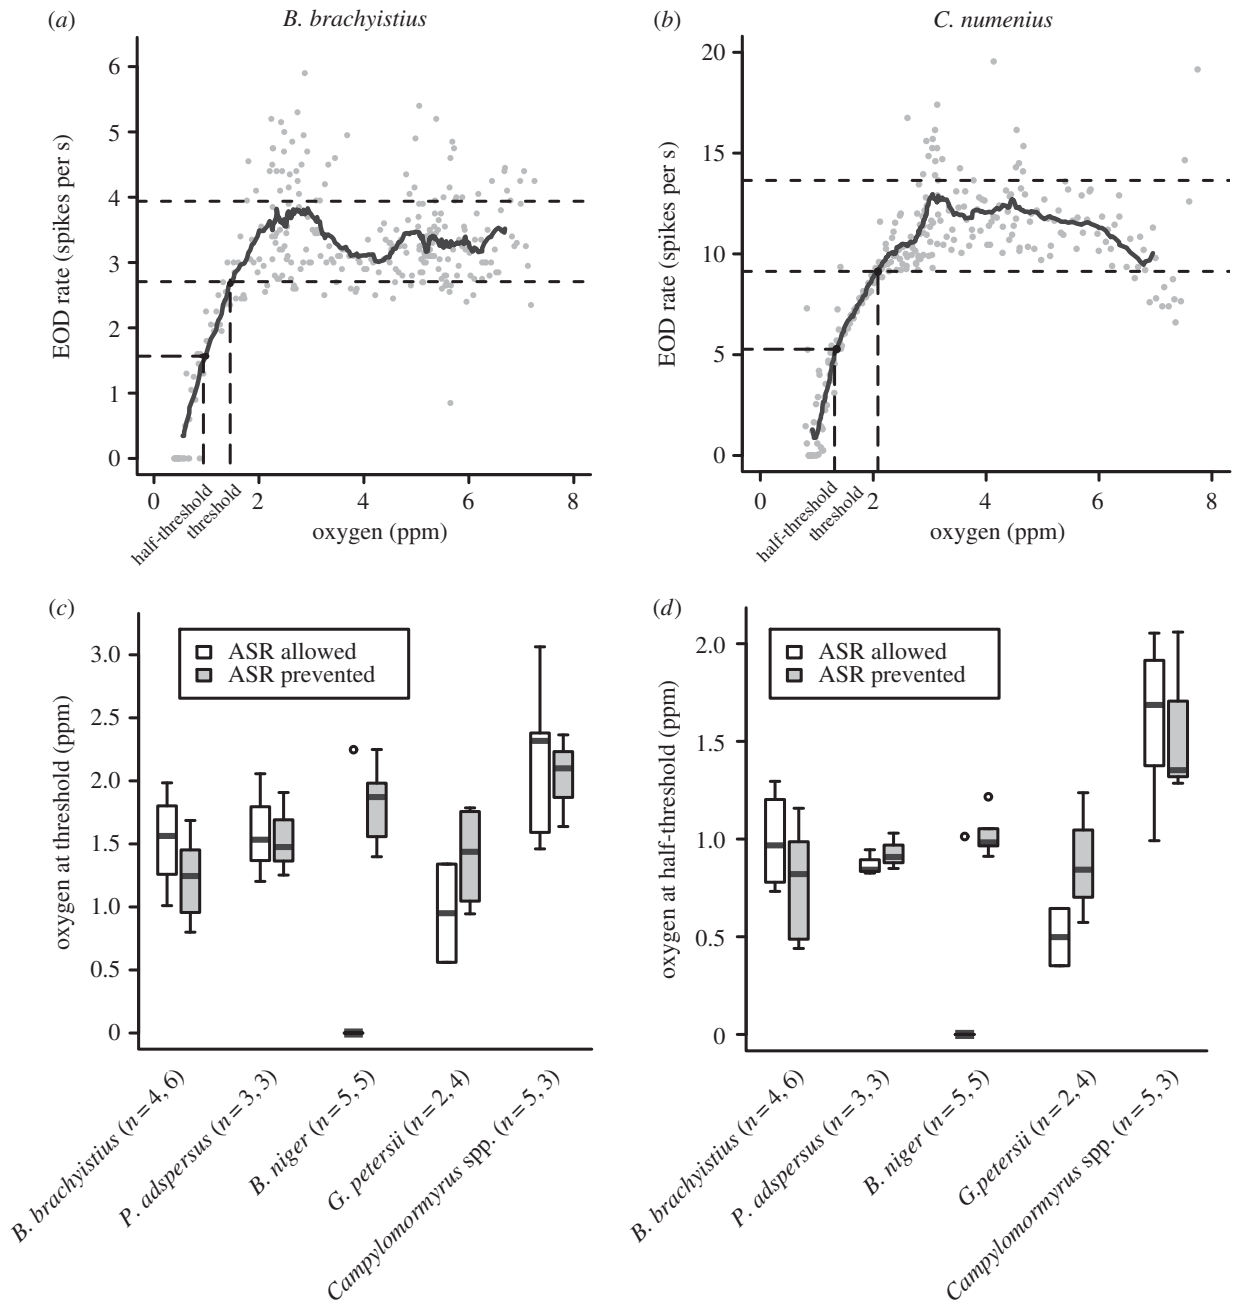 (a)
B. brachyistius
EOD rate (spikes per s)
6
5
4
3
2
1
0
0
2
4
6
8
half-threshold
threshold
oxygen (ppm)
(b)
C. numenius
EOD rate (spikes per s)
20
15
10
5
0
0
2
4
6
8
half-threshold
threshold
oxygen (ppm)
(c)
oxygen at threshold (ppm)
3.0
2.5
2.0
1.5
1.0
0.5
0
ASR allowed
ASR prevented
B. brachyistius (n = 4, 6)
P. adspersus (n = 3, 3)
B. niger (n = 5, 5)
G. petersii (n = 2, 4)
Campylomormyrus spp. (n = 5, 3)
(d)
oxygen at half-threshold (ppm)
2.0
1.5
1.0
0.5
0
ASR allowed
ASR prevented
B. brachyistius (n = 4, 6)
P. adspersus (n = 3, 3)
B. niger (n = 5, 5)
G.petersii (n = 2, 4)
Campylomormyrus spp. (n = 5, 3)